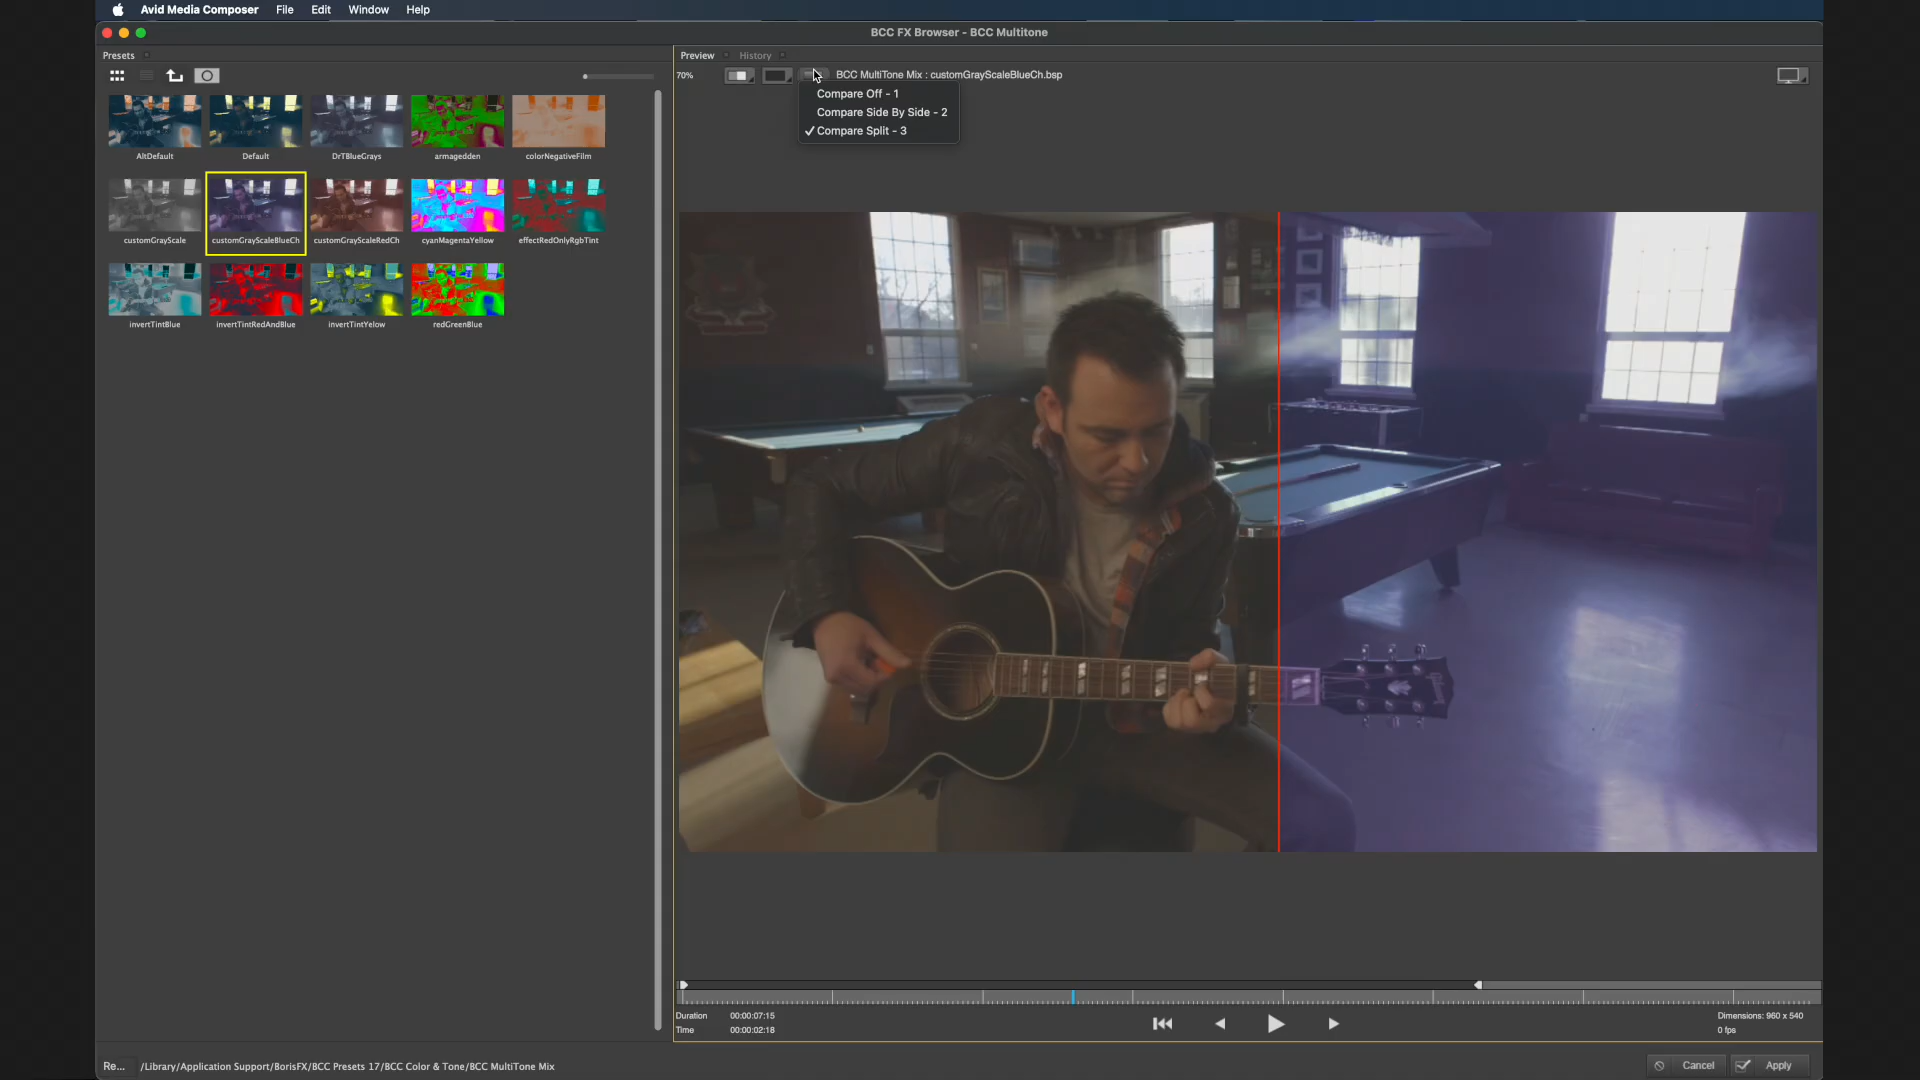 Avid Media Composer File Edit Window Help
BCC FX Browser - BCC Multitone
Presets
Preview History
70%
BCC MultiTone Mix : customGrayScaleBlueCh.bsp
Compare Off - 1
Compare Side By Side - 2
Compare Split - 3
AltDefault Default DrTBlueGrays armagedden colorNegativeFilm
customGrayScale customGrayScaleBlueCh customGrayScaleRedCh cyanMagentaYellow effectRedOnlyRgbTint
invertTintBlue invertTintRedAndBlue invertTintYelow redGreenBlue
Duration 00:00:07:15
Time 00:00:02:18
Dimensions: 960 x 540
0 fps
Re... /Library/Application Support/BorisFX/BCC Presets 17/BCC Color & Tone/BCC MultiTone Mix
Cancel Apply